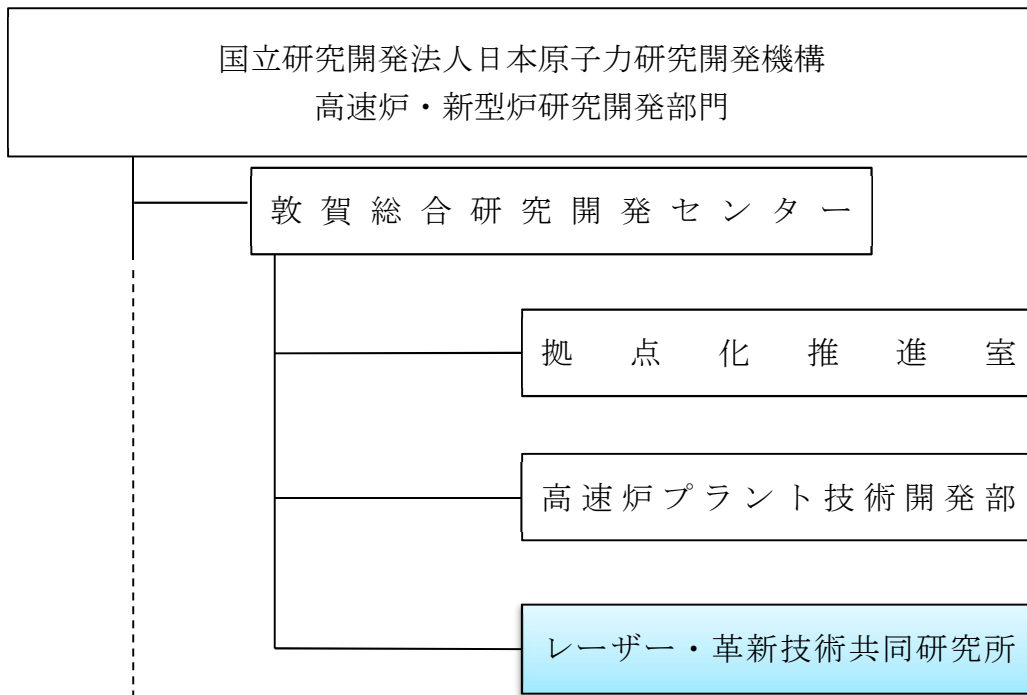 国立研究開発法人日本原子力研究開発機構
高速炉・新型炉研究開発部門
敦賀総合研究開発センター
拠点化推進室
高速炉プラント技術開発部
レーザー・革新技術共同研究所